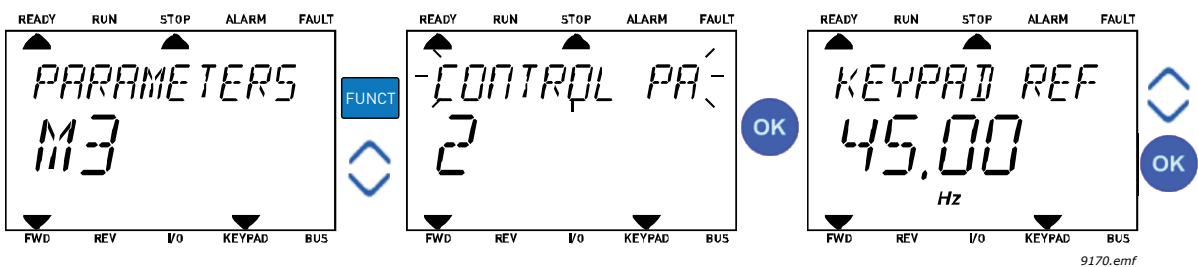 READY RUN STOP ALARM FAULT
PARAMETERS
M3
FWD REV I/O KEYPAD BUS
FUNCT
READY RUN STOP ALARM FAULT
CONTROL PA
2
FWD REV I/O KEYPAD BUS
OK
READY RUN STOP ALARM FAULT
KEYPAD REF
45.00
Hz
FWD REV I/O KEYPAD BUS
OK
9170.emf